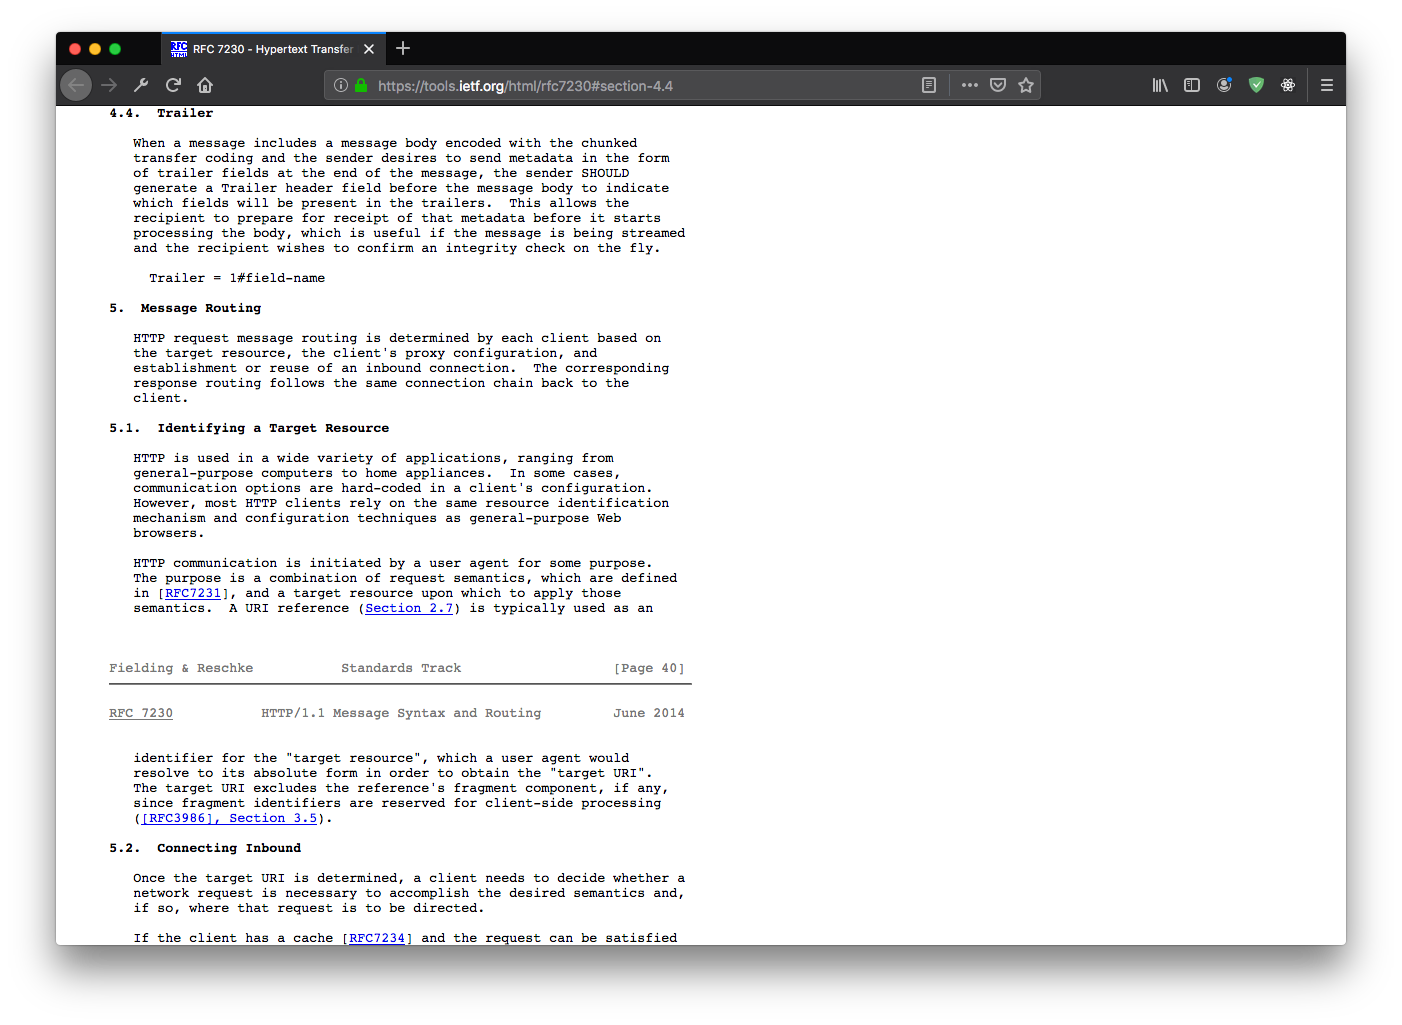 RFC HTML RFC 7230 - Hypertext Transfer
https://tools.ietf.org/html/rfc7230#section-4.4
4.4.  Trailer
When a message includes a message body encoded with the chunked
transfer coding and the sender desires to send metadata in the form
of trailer fields at the end of the message, the sender SHOULD
generate a Trailer header field before the message body to indicate
which fields will be present in the trailers.  This allows the
recipient to prepare for receipt of that metadata before it starts
processing the body, which is useful if the message is being streamed
and the recipient wishes to confirm an integrity check on the fly.
Trailer = 1#field-name
5.  Message Routing
HTTP request message routing is determined by each client based on
the target resource, the client's proxy configuration, and
establishment or reuse of an inbound connection.  The corresponding
response routing follows the same connection chain back to the
client.
5.1.  Identifying a Target Resource
HTTP is used in a wide variety of applications, ranging from
general-purpose computers to home appliances.  In some cases,
communication options are hard-coded in a client's configuration.
However, most HTTP clients rely on the same resource identification
mechanism and configuration techniques as general-purpose Web
browsers.
HTTP communication is initiated by a user agent for some purpose.
The purpose is a combination of request semantics, which are defined
in [RFC7231], and a target resource upon which to apply those
semantics.  A URI reference (Section 2.7) is typically used as an
Fielding & Reschke           Standards Track                   [Page 40]
RFC 7230           HTTP/1.1 Message Syntax and Routing         June 2014
identifier for the "target resource", which a user agent would
resolve to its absolute form in order to obtain the "target URI".
The target URI excludes the reference's fragment component, if any,
since fragment identifiers are reserved for client-side processing
([RFC3986], Section 3.5).
5.2.  Connecting Inbound
Once the target URI is determined, a client needs to decide whether a
network request is necessary to accomplish the desired semantics and,
if so, where that request is to be directed.
If the client has a cache [RFC7234] and the request can be satisfied